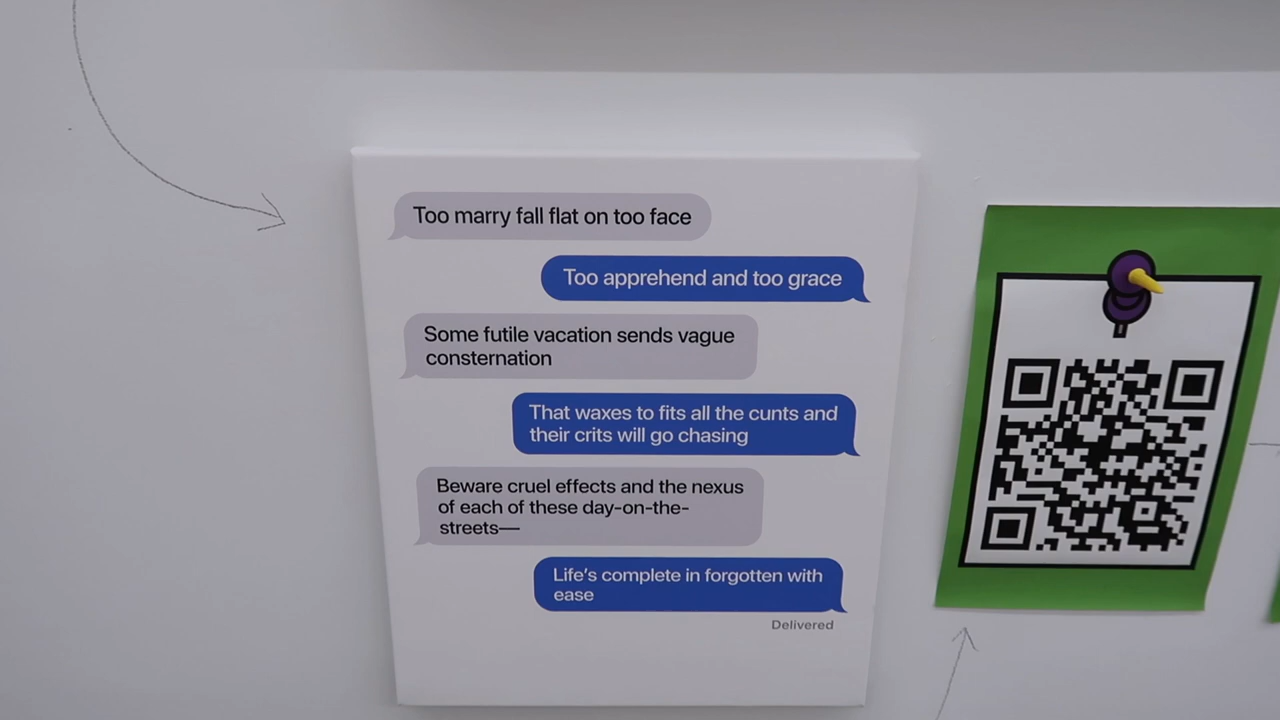 Too marry fall flat on too face
Too apprehend and too grace
Some futile vacation sends vague
consternation
That waxes to fits all the cunts and
their crits will go chasing
Beware cruel effects and the nexus
of each of these day-on-the-
streets—
Life's complete in forgotten with
ease
Delivered